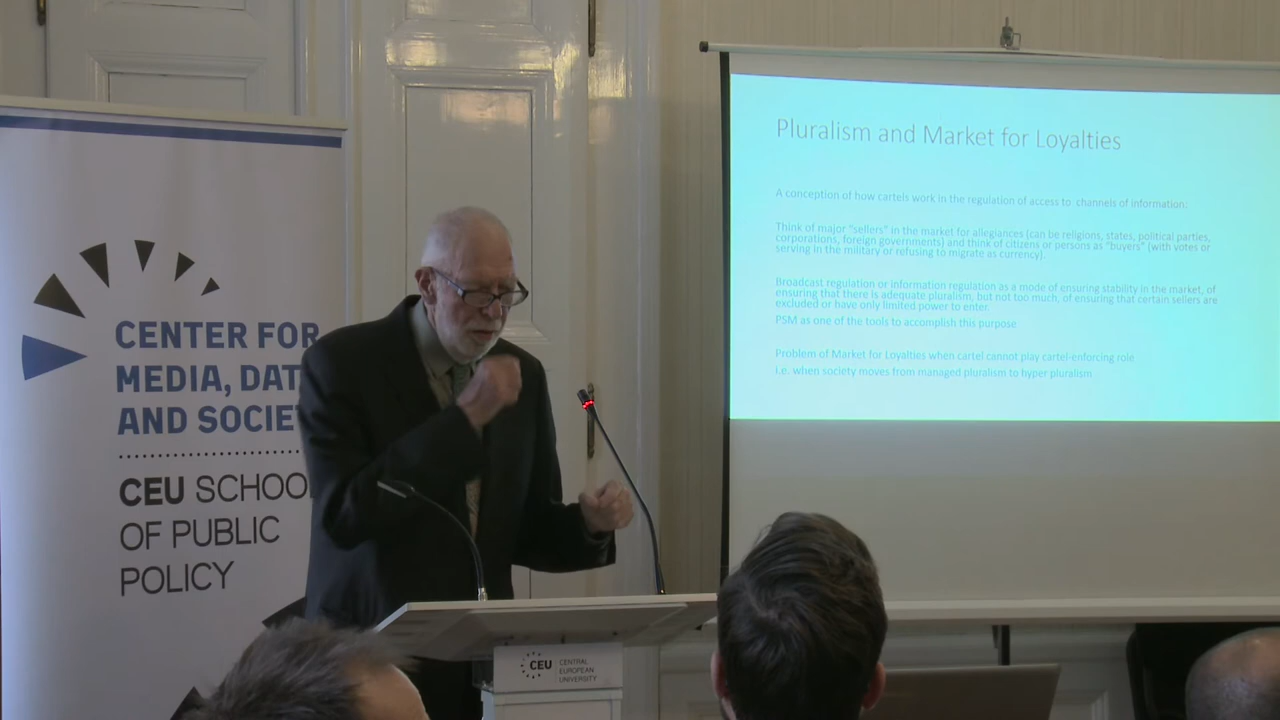 CENTER FOR
MEDIA, DAT
AND SOCIE
CEU SCHOOL
OF PUBLIC
POLICY
Pluralism and Market for Loyalties
A conception of how cartels work in the regulation of access to channels of information:
Think of major "sellers" in the market for allegiances (can be religions, states, political parties,
corporations, foreign governments) and think of citizens or persons as "buyers" (with votes or
serving in the military or refusing to migrate as currency).
Broadcast regulation or information regulation as a mode of ensuring stability in the market, of
ensuring that there is adequate pluralism, but not too much, of ensuring that certain sellers are
excluded or have only limited power to enter.
PSM as one of the tools to accomplish this purpose
Problem of Market for Loyalties when cartel cannot play cartel-enforcing role
i.e. when society moves from managed pluralism to hyper pluralism
CEU
CENTRAL
EUROPEAN
UNIVERSITY